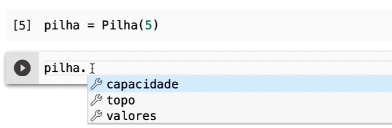 [5] pilha = Pilha(5)
pilha.
capacidade
topo
valores